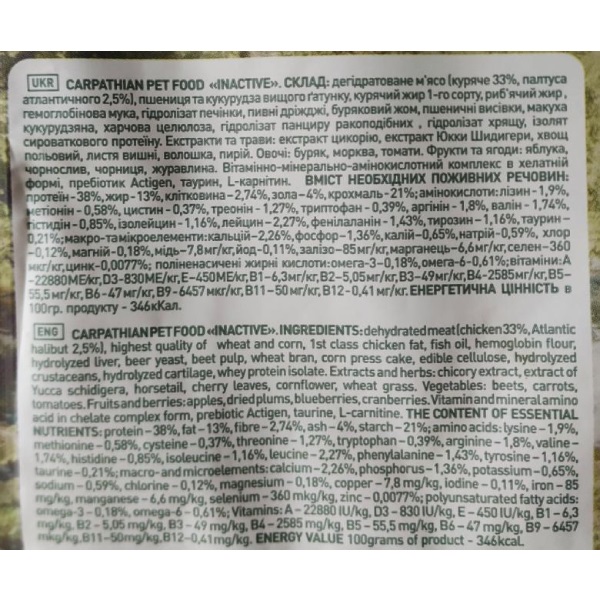 UKR CARPATHIAN PET FOOD «INACTIVE». СКЛАД: дегідратоване м'ясо (куряче 33%, палтуса
атлантичного 2,5%), пшениця та кукурудза вищого ґатунку, курячий жир 1-го сорту, риб'ячий жир,
гемоглобінова мука, гідролізат печінки, пивні дріжджі, буряковий жом, пшеничні висівки, макуха
кукурудзяна, харчова целюлоза, гідролізат панциру ракоподібних, гідролізат хрящу, ізолят
сироваткового протеїну. Екстракти та трави: екстракт цикорію, екстракт Юкки Шидигери, хвощ
польовий, листя вишні, волошка, пирій. Овочі: буряк, морква, томати. Фрукти та ягоди: яблука,
чорнослив, чорниця, журавлина. Вітамінно-мінерально-амінокислотний комплекс в хелатній
формі, пребіотик Actigen, таурин, L-карнітин. ВМІСТ НЕОБХІДНИХ ПОЖИВНИХ РЕЧОВИН:
протеїн-38%, жир-13%, клітковина-2,74%, зола-4%, крохмаль-21%; амінокислоти: лізин-1,9%,
метіонін-0,58%, цистин-0,37%, треонін-1,27%, триптофан-0,39%, аргінін-1,8%, валін-1,74%,
гістидін-0,85%, ізолейцин-1,16%, лейцин-2,27%, фенілаланін-1,43%, тирозин-1,16%, таурин-
0,21%; макро-та мікроелементи: кальцій-2,26%, фосфор-1,36%, калій-0,65%, натрій-0,59%, хлор
-0,12%, магній-0,18%, мідь-7,8 мг/кг, йод-0,11%, залізо-85 мг/кг, марганець-6,6 мг/кг, селен-360
мкг/кг, цинк-0,0077%; поліненасичені жирні кислоти: омега-3-0,18%, омега-6-0,61%; вітаміни: А
-22880 МЕ/кг, D3-830 МЕ/кг, Е-450 МЕ/кг, В1-6,3 мг/кг, В2-5,05 мг/кг, В3-49 мг/кг, В4-2585 мг/кг, В5-
55,5 мг/кг, В6-47 мг/кг, В9-6457 мкг/кг, В11-50 мг/кг, В12-0,41 мг/кг. ЕНЕРГЕТИЧНА ЦІННІСТЬ в
100гр. продукту - 346кКал.
ENG CARPATHIAN PET FOOD «INACTIVE». INGREDIENTS: dehydrated meat (chicken 33%, Atlantic
halibut 2,5%), highest quality of wheat and corn, 1st class chicken fat, fish oil, hemoglobin flour,
hydrolyzed liver, beer yeast, beet pulp, wheat bran, corn press cake, edible cellulose, hydrolyzed
crustaceans, hydrolyzed cartilage, whey protein isolate. Extracts and herbs: chicory extract, extract of
Yucca schidigera, horsetail, cherry leaves, cornflower, wheat grass. Vegetables: beets, carrots,
tomatoes. Fruits and berries: apples, dried plums, blueberries, cranberries. Vitamin and mineral amino
acid in chelate complex form, prebiotic Actigen, taurine, L-carnitine. THE CONTENT OF ESSENTIAL
NUTRIENTS: protein - 38%, fat - 13%, fibre - 2,74%, ash - 4%, starch - 21%; amino acids: lysine - 1,9%,
methionine - 0,58%, cysteine - 0,37%, threonine - 1,27%, tryptophan - 0,39%, arginine - 1,8%, valine -
1,74%, histidine - 0,85%, isoleucine - 1,16%, leucine - 2,27%, phenylalanine - 1,43%, tyrosine - 1,16%,
taurine - 0,21%; macro- and microelements: calcium - 2,26%, phosphorus - 1,36%, potassium - 0,65%,
sodium - 0,59%, chlorine - 0,12%, magnesium - 0,18%, copper - 7,8 mg/kg, iodine - 0,11%, iron - 85
mg/kg, manganese - 6,6 mg/kg, selenium - 360 mkg/kg, zinc - 0,0077%; polyunsaturated fatty acids:
omega-3 - 0,18%, omega-6 - 0,61%; Vitamins: A - 22880 IU/kg, D3 - 830 IU/kg, E - 450 IU/kg, B1 - 6,3
mg/kg, B2 - 5,05 mg/kg, B3 - 49 mg/kg, B4 - 2585 mg/kg, B5 - 55,5 mg/kg, B6 - 47 mg/kg, B9 - 6457
mkg/kg, B11-50 mg/kg, B12-0,41 mg/kg. ENERGY VALUE 100grams of product - 346kcal.